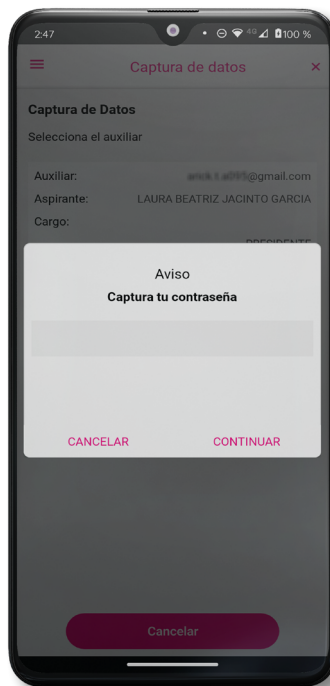 2:47 4G 100 %
Captura de datos ×
Captura de Datos
Selecciona el auxiliar
Auxiliar: @gmail.com
Aspirante: LAURA BEATRIZ JACINTO GARCIA
Cargo:
PRESIDENTE
Aviso
Captura tu contraseña
CANCELAR CONTINUAR
Cancelar